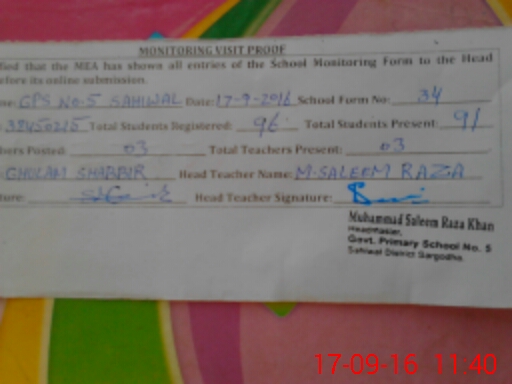 MONITORING VISIT PROOF
fied that the MEA has shown all entries of the School Monitoring Form to the Head
efore its online submission.
me: GPS No-5 SAHIWAL Date: 17-9-2016 School Form No: 34
38450215 Total Students Registered: 96 Total Students Present: 91
hers Posted: 03 Total Teachers Present: 03
GHULAM SHABBIR Head Teacher Name: M. SALEEM RAZA
ture: Head Teacher Signature:
Muhammad Saleem Raza Khan
Headmaster,
Govt. Primary School No. 5
Sahiwal District Sargodha.
17-09-16 11:40